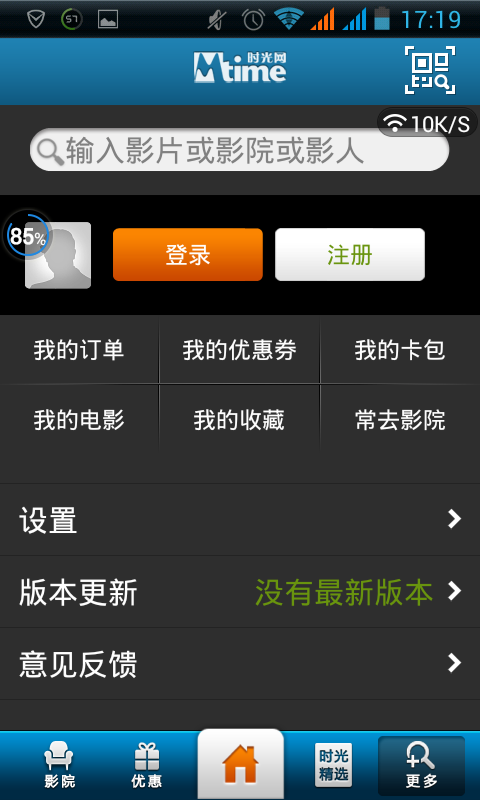 57
17:19
Mtime 时光网
10K/S
输入影片或影院或影人
85%
登录
注册
我的订单
我的优惠券
我的卡包
我的电影
我的收藏
常去影院
设置
版本更新
没有最新版本
意见反馈
影院
优惠
时光
精选
更多